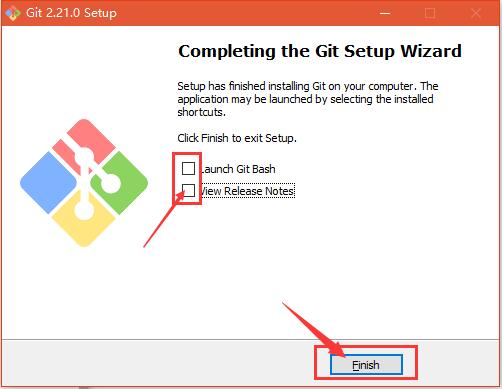 Git 2.21.0 Setup
Completing the Git Setup Wizard
Setup has finished installing Git on your computer. The
application may be launched by selecting the installed
shortcuts.
Click Finish to exit Setup.
Launch Git Bash
View Release Notes
Finish